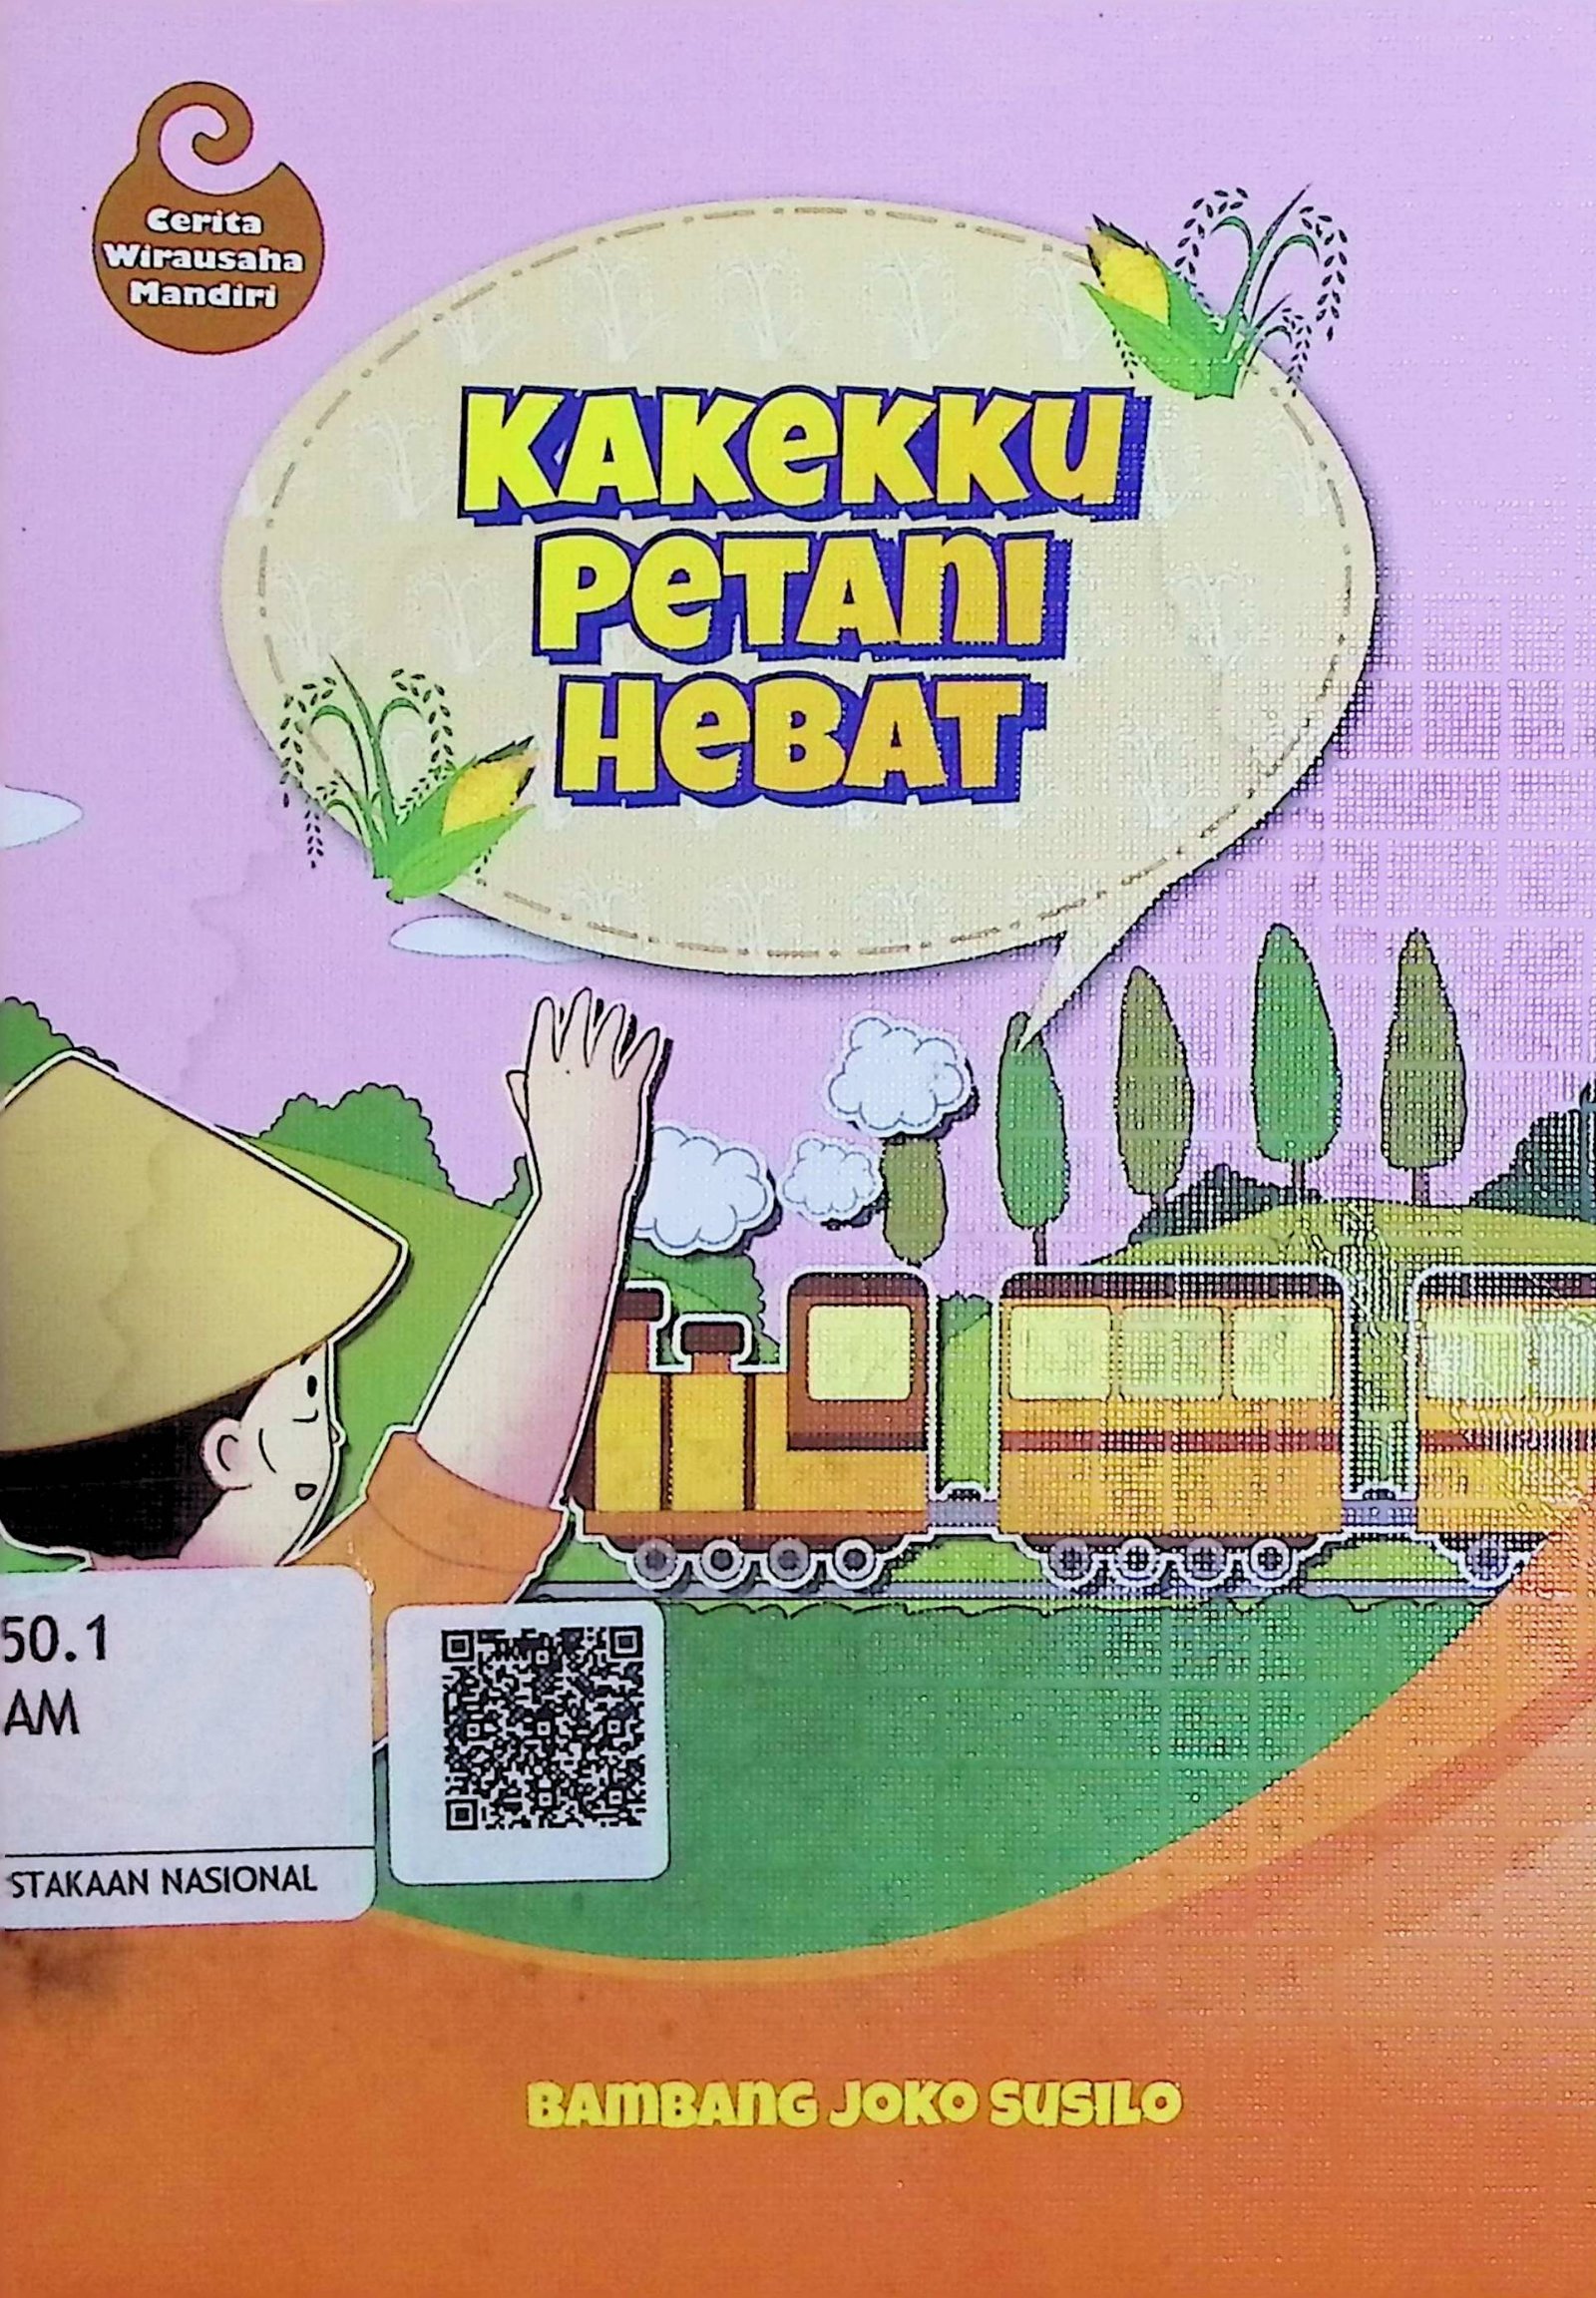 Cerita
Wirausaha
Mandiri
KAKEKKU
PETANI
HEBAT
50.1
AM
STAKAAN NASIONAL
BAMBANG JOKO SUSILO